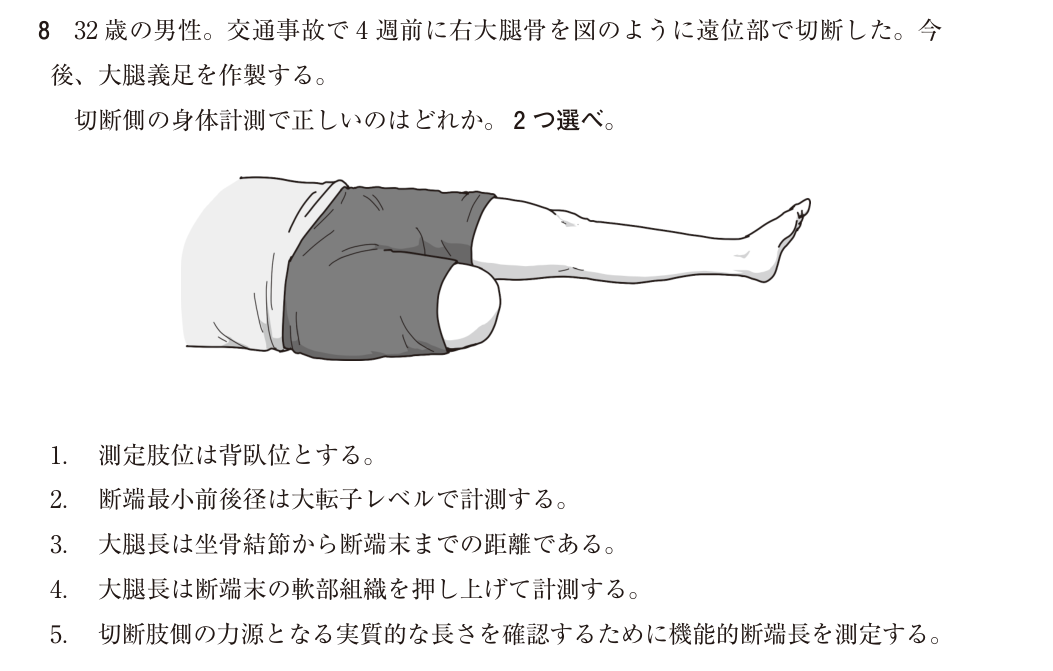 8 32歳の男性。交通事故で4週前に右大腿骨を図のように遠位部で切断した。今
後、大腿義足を作製する。
切断側の身体計測で正しいのはどれか。2つ選べ。
1. 測定肢位は背臥位とする。
2. 断端最小前後径は大転子レベルで計測する。
3. 大腿長は坐骨結節から断端末までの距離である。
4. 大腿長は断端末の軟部組織を押し上げて計測する。
5. 切断肢側の力源となる実質的な長さを確認するために機能的断端長を測定する。